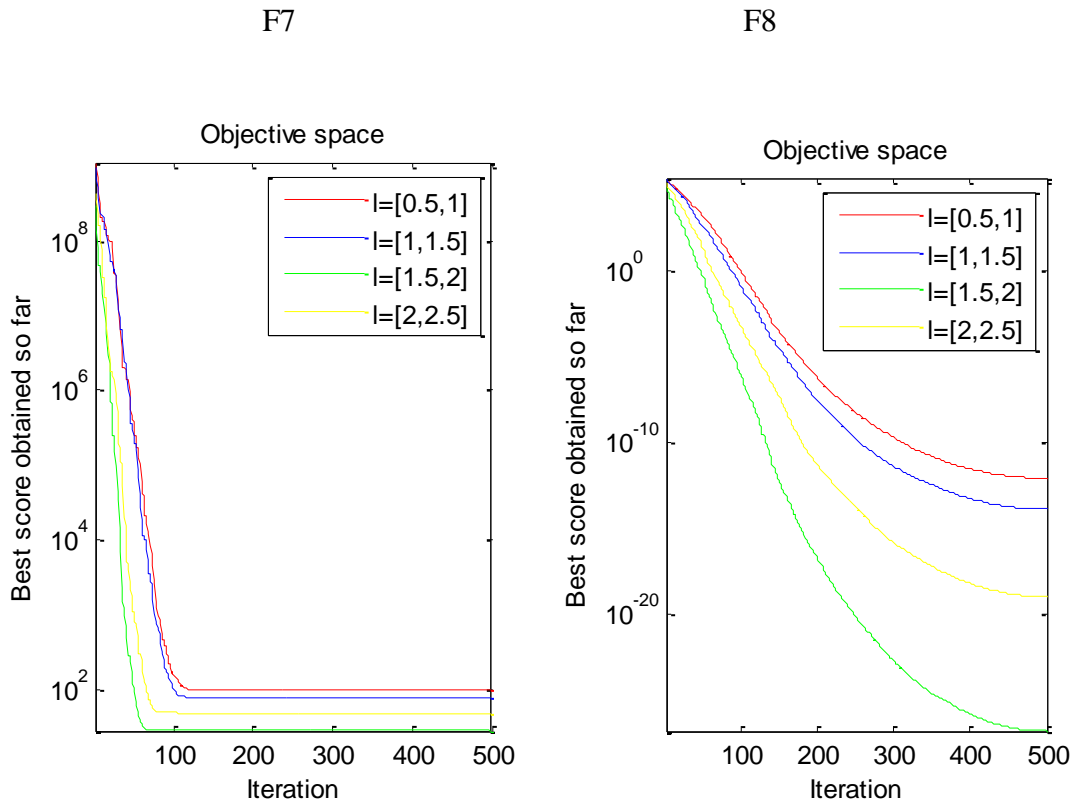 F7
F8
Objective space
l=[0.5,1]
l=[1,1.5]
l=[1.5,2]
l=[2,2.5]
10^8
10^6
10^4
10^2
100 200 300 400 500
Iteration
Best score obtained so far
Objective space
l=[0.5,1]
l=[1,1.5]
l=[1.5,2]
l=[2,2.5]
10^0
10^-10
10^-20
100 200 300 400 500
Iteration
Best score obtained so far